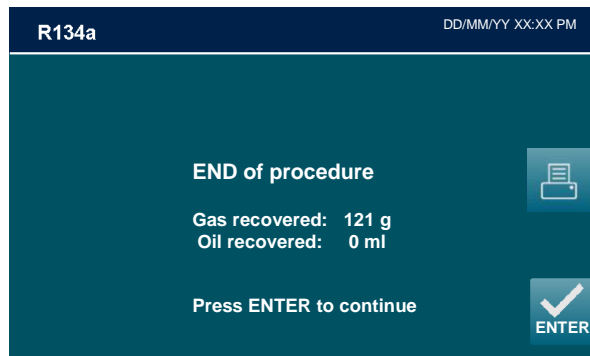 R134a
DD/MM/YY XX:XX PM
END of procedure
Gas recovered: 121 g
Oil recovered: 0 ml
Press ENTER to continue
ENTER